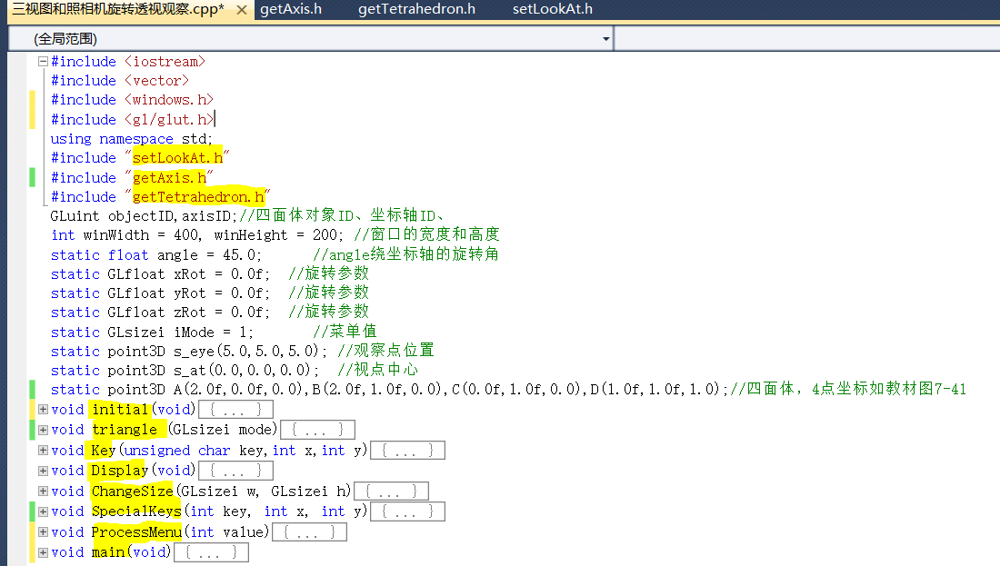 三视图和照相机旋转透视观察.cpp* × getAxis.h getTetrahedron.h setLookAt.h
(全局范围)
#include <iostream>
#include <vector>
#include <windows.h>
#include <gl/glut.h>
using namespace std;
#include "setLookAt.h"
#include "getAxis.h"
#include "getTetrahedron.h"
GLuint objectID,axisID;//四面体对象ID、坐标轴ID、
int winWidth = 400, winHeight = 200; //窗口的宽度和高度
static float angle = 45.0; //angle绕坐标轴的旋转角
static GLfloat xRot = 0.0f; //旋转参数
static GLfloat yRot = 0.0f; //旋转参数
static GLfloat zRot = 0.0f; //旋转参数
static GLsizei iMode = 1; //菜单值
static point3D s_eye(5.0,5.0,5.0); //观察点位置
static point3D s_at(0.0,0.0,0.0); //视点中心
static point3D A(2.0f,0.0f,0.0),B(2.0f,1.0f,0.0),C(0.0f,1.0f,0.0),D(1.0f,1.0f,1.0);//四面体，4点坐标如教材图7-41
void initial(void){ ... }
void triangle (GLsizei mode){ ... }
void Key(unsigned char key,int x,int y){ ... }
void Display(void){ ... }
void ChangeSize(GLsizei w, GLsizei h){ ... }
void SpecialKeys(int key, int x, int y){ ... }
void ProcessMenu(int value){ ... }
void main(void){ ... }